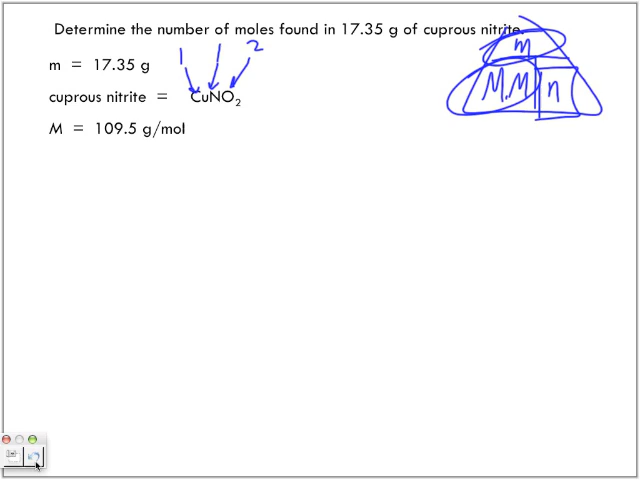 Determine the number of moles found in 17.35 g of cuprous nitrite.
m
m = 17.35 g
1 1 2
M.M n
cuprous nitrite = CuNO₂
M = 109.5 g/mol